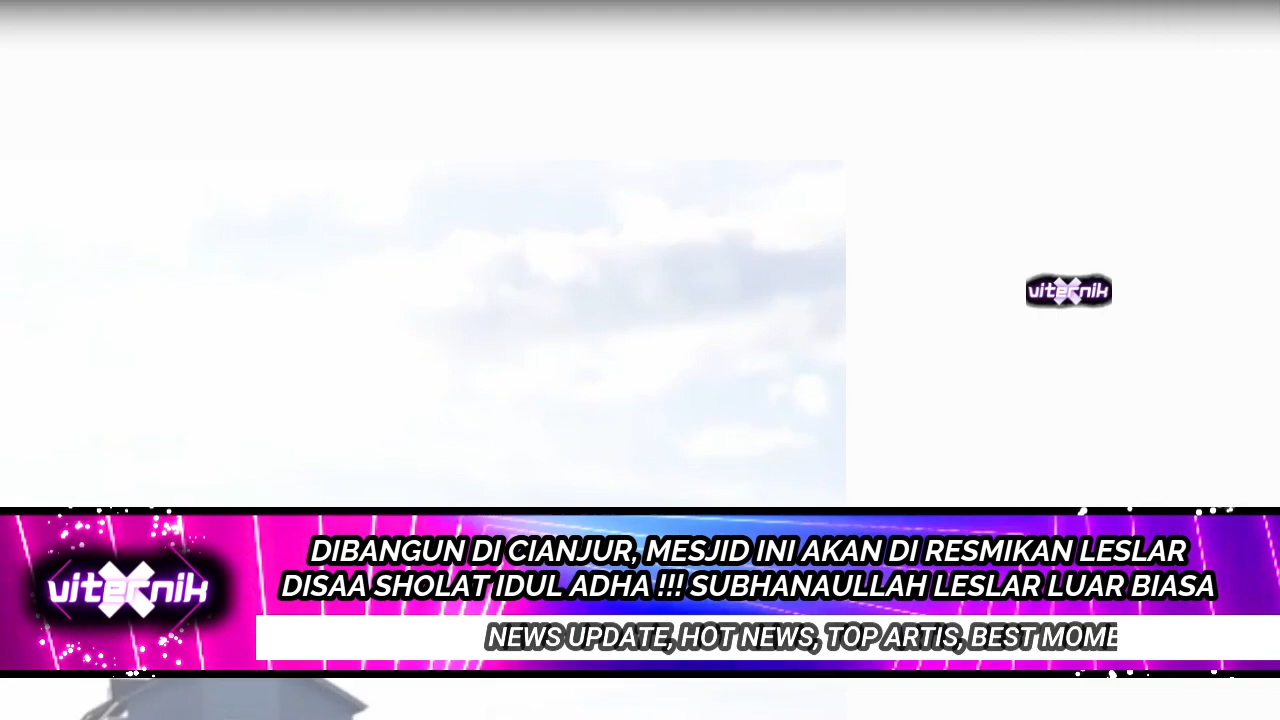 viternik
DIBANGUN DI CIANJUR, MESJID INI AKAN DI RESMIKAN LESLAR
DISAA SHOLAT IDUL ADHA !!! SUBHANAULLAH LESLAR LUAR BIASA
viternik
NEWS UPDATE, HOT NEWS, TOP ARTIS, BEST MOME